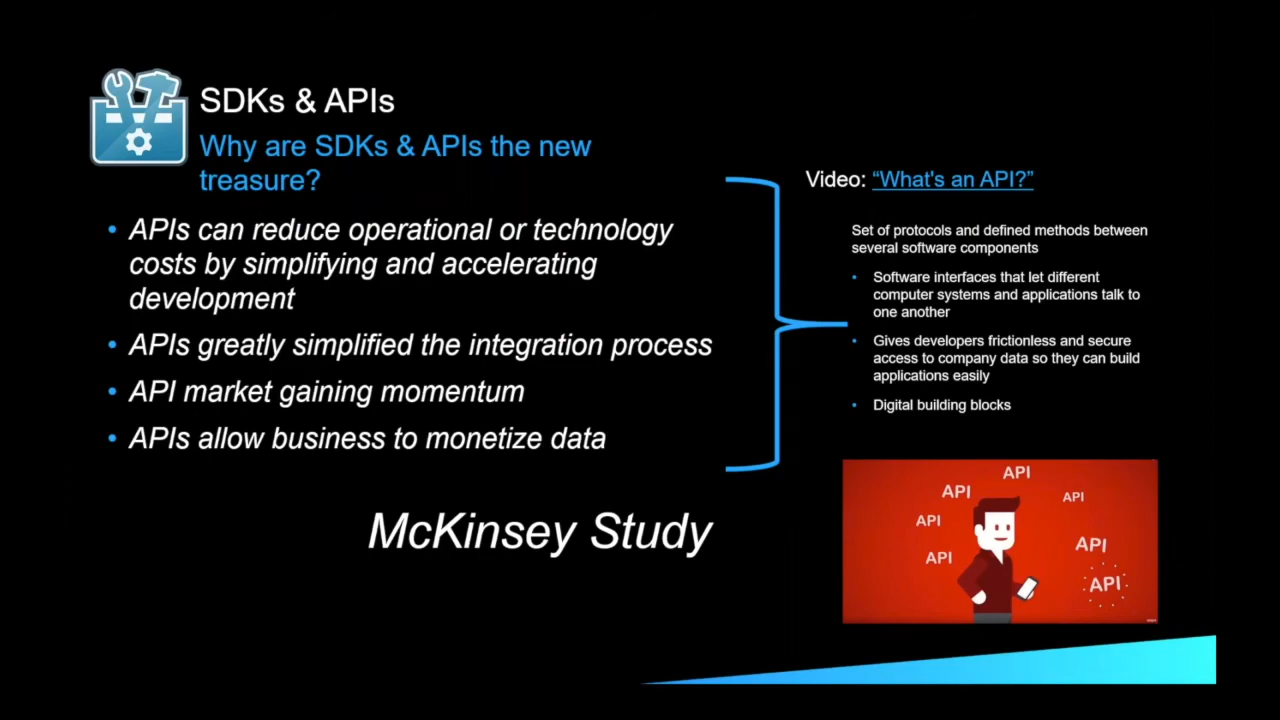 SDKs & APIs
Why are SDKs & APIs the new
treasure?
• APIs can reduce operational or technology
costs by simplifying and accelerating
development
• APIs greatly simplified the integration process
• API market gaining momentum
• APIs allow business to monetize data
McKinsey Study
Video: “What's an API?”
Set of protocols and defined methods between
several software components
• Software interfaces that let different
computer systems and applications talk to
one another
• Gives developers frictionless and secure
access to company data so they can build
applications easily
• Digital building blocks
API
API
API
API
API
API
API